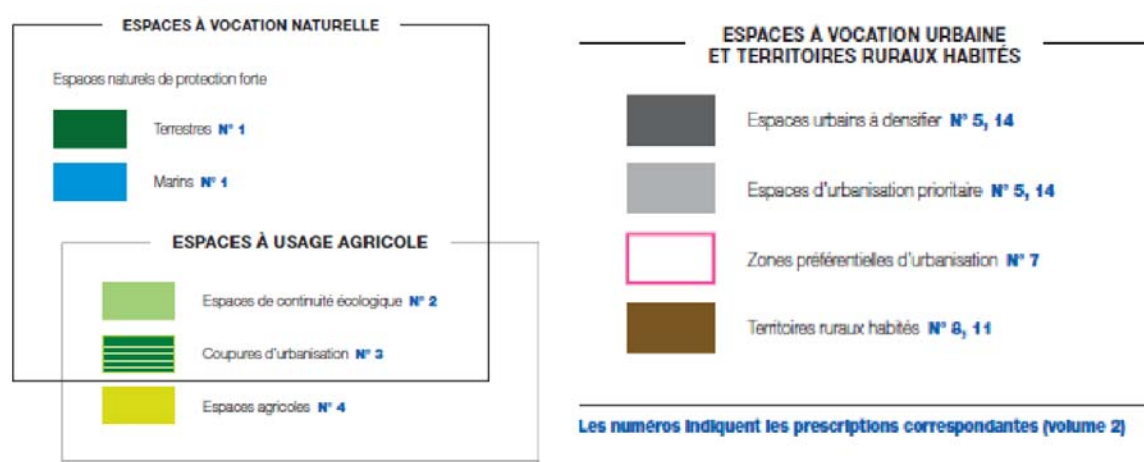 ESPACES À VOCATION NATURELLE
Espaces naturels de protection forte
Terrestres N° 1
Marins N° 1
ESPACES À USAGE AGRICOLE
Espaces de continuité écologique N° 2
Coupures d'urbanisation N° 3
Espaces agricoles N° 4
ESPACES À VOCATION URBAINE
ET TERRITOIRES RURAUX HABITÉS
Espaces urbains à densifier N° 5, 14
Espaces d'urbanisation prioritaire N° 5, 14
Zones préférentielles d'urbanisation N° 7
Territoires ruraux habités N° 8, 11
Les numéros indiquent les prescriptions correspondantes (volume 2)